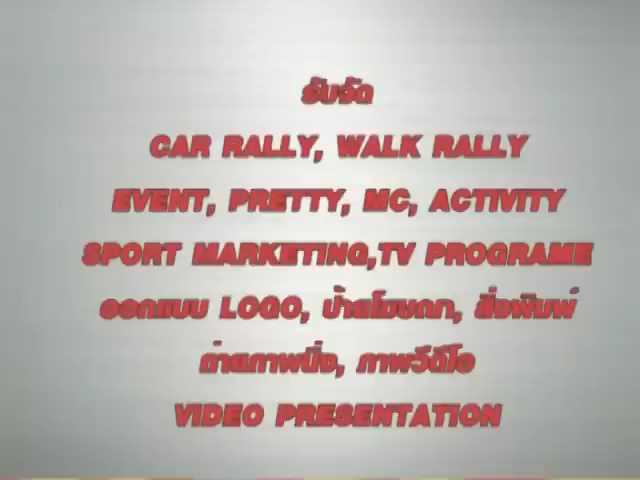 รับจัด
CAR RALLY, WALK RALLY
EVENT, PRETTY, MC, ACTIVITY
SPORT MARKETING,TV PROGRAME
ออกแบบ LOGO, ป้ายโฆษณา, สื่อพิมพ์
ถ่ายภาพนิ่ง, ภาพวีดีโอ
VIDEO PRESENTATION